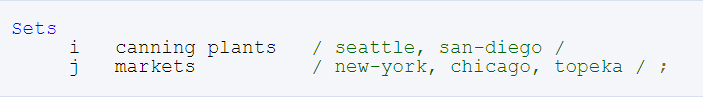 Sets
i canning plants / seattle, san-diego /
j markets / new-york, chicago, topeka / ;